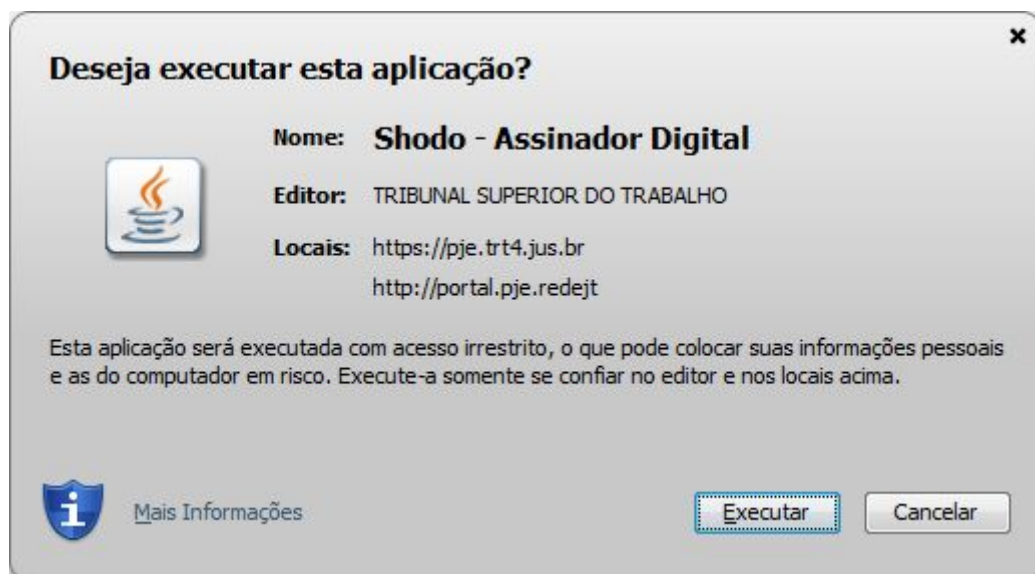 Deseja executar esta aplicação?
Nome: Shodo - Assinador Digital
Editor: TRIBUNAL SUPERIOR DO TRABALHO
Locais: https://pje.trt4.jus.br
http://portal.pje.redejt
Esta aplicação será executada com acesso irrestrito, o que pode colocar suas informações pessoais
e as do computador em risco. Execute-a somente se confiar no editor e nos locais acima.
Mais Informações
Executar
Cancelar